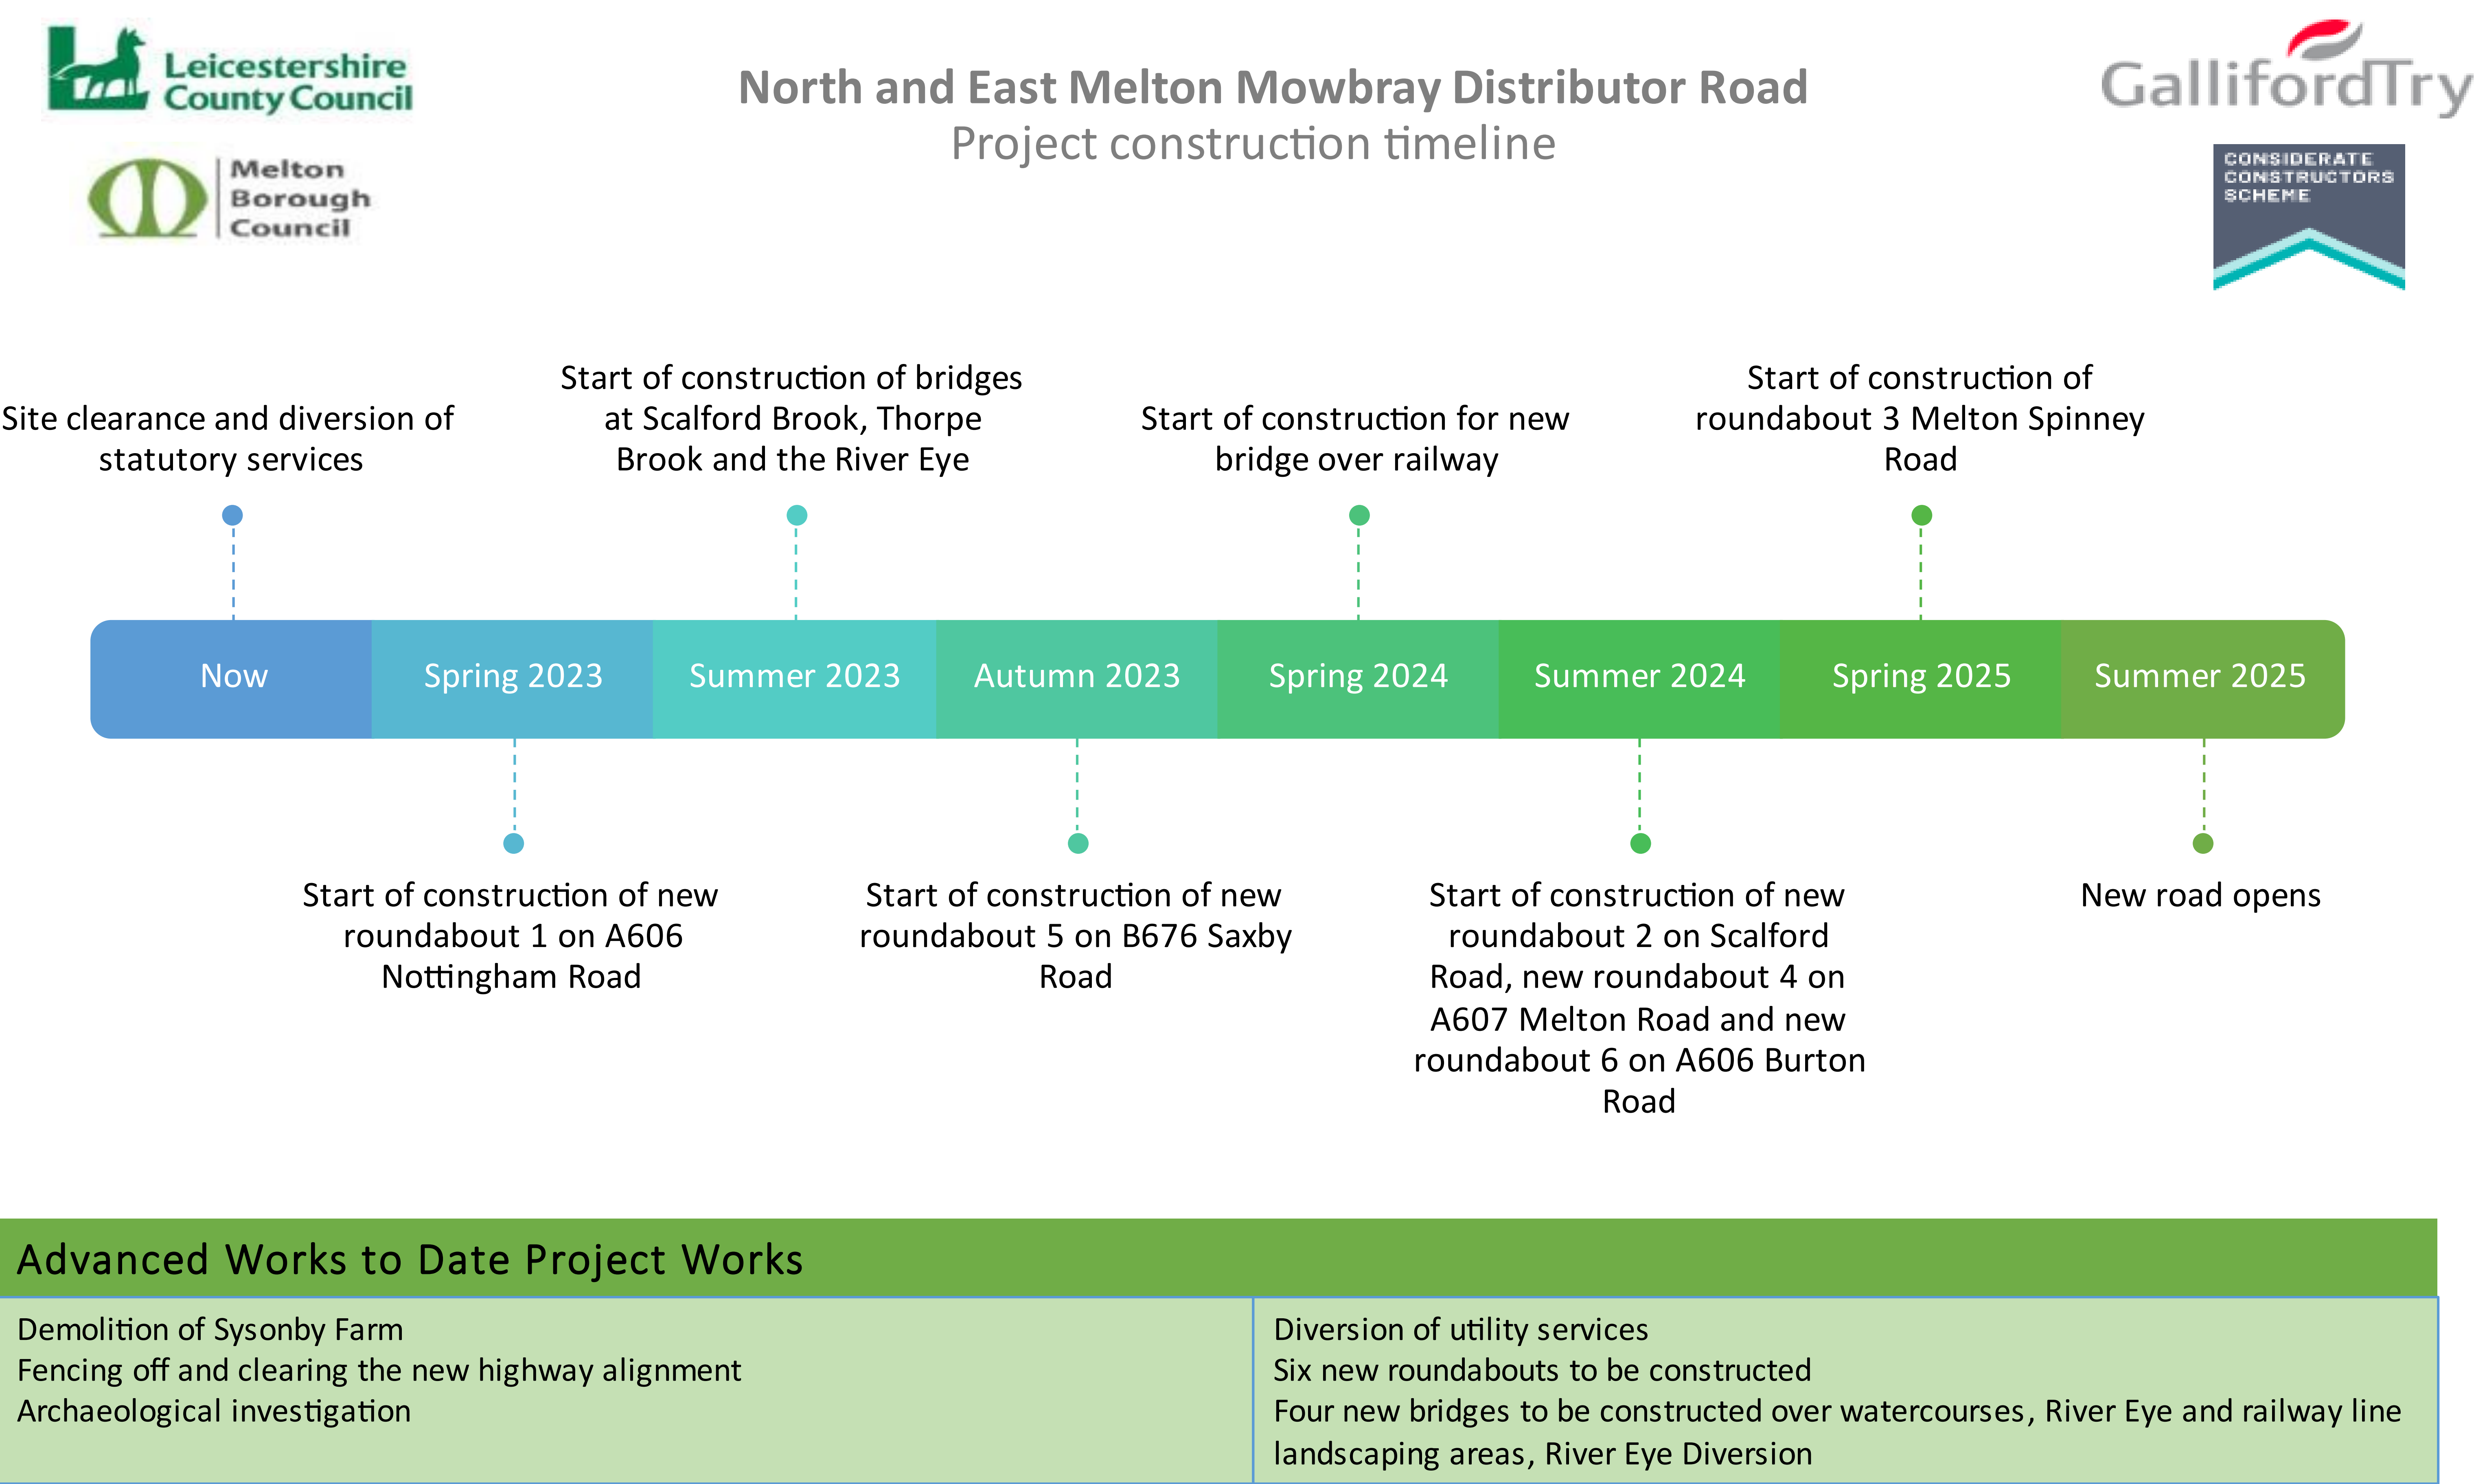 Leicestershire
County Council
Melton
Borough
Council
North and East Melton Mowbray Distributor Road
Project construction timeline
GallifordTry
CONSIDERATE
CONSTRUCTORS
SCHEME
Site clearance and diversion of
statutory services
Start of construction of bridges
at Scalford Brook, Thorpe
Brook and the River Eye
Start of construction for new
bridge over railway
Start of construction of
roundabout 3 Melton Spinney
Road
Now
Spring 2023
Summer 2023
Autumn 2023
Spring 2024
Summer 2024
Spring 2025
Summer 2025
Start of construction of new
roundabout 1 on A606
Nottingham Road
Start of construction of new
roundabout 5 on B676 Saxby
Road
Start of construction of new
roundabout 2 on Scalford
Road, new roundabout 4 on
A607 Melton Road and new
roundabout 6 on A606 Burton
Road
New road opens
Advanced Works to Date Project Works
Demolition of Sysonby Farm
Fencing off and clearing the new highway alignment
Archaeological investigation
Diversion of utility services
Six new roundabouts to be constructed
Four new bridges to be constructed over watercourses, River Eye and railway line
landscaping areas, River Eye Diversion